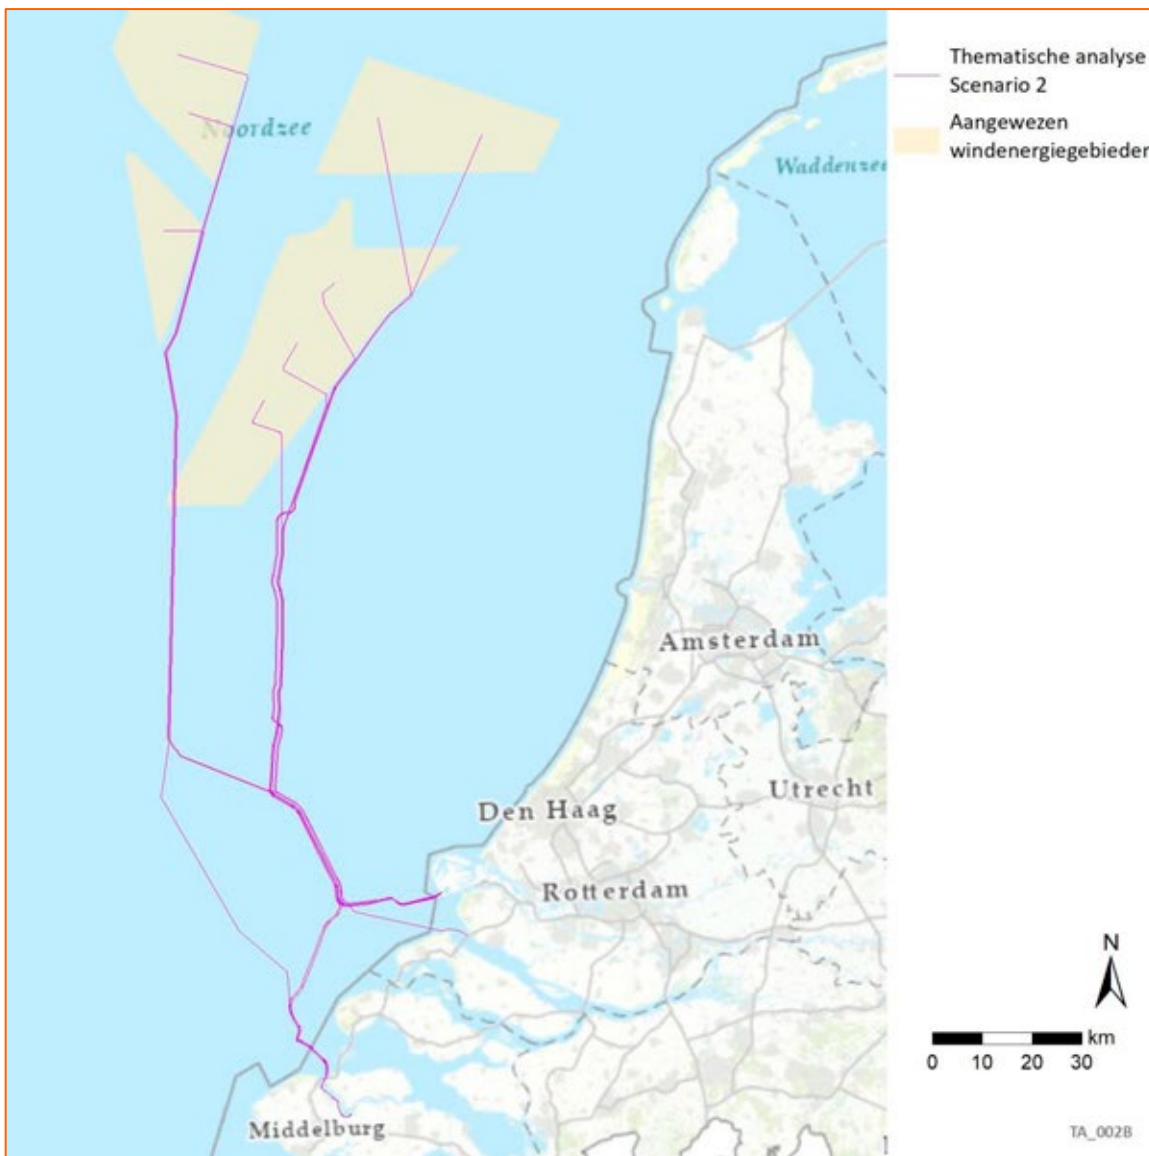 Thematische analyse
Scenario 2
Aangewezen
windenergiegebieden
Noordzee
Waddenzee
Amsterdam
Utrecht
Den Haag
Rotterdam
Middelburg
N
km
0 10 20 30
TA_002B